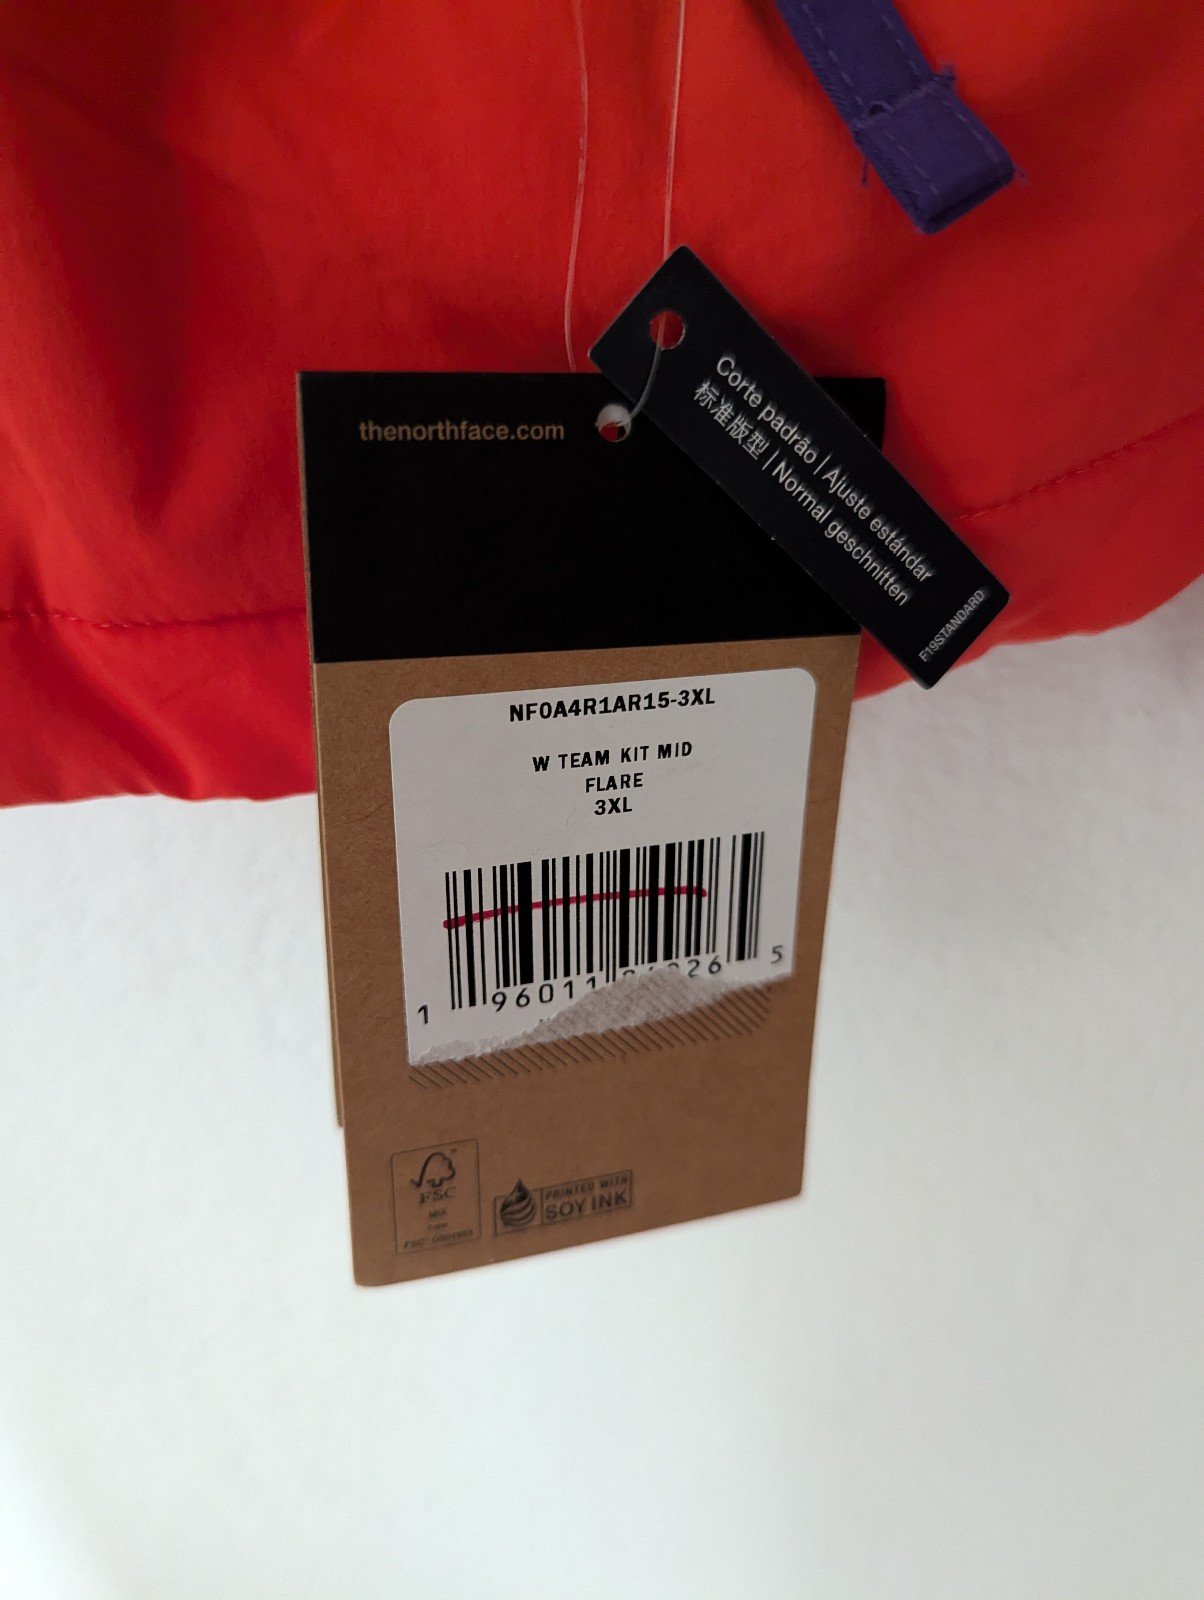 thenorthface.com
Corte padrão | Ajuste estándar
标准版型 | Normal geschnitten
F19STANDARD
NF0A4R1AR15-3XL
W TEAM KIT MID
FLARE
3XL
1 96011 26 5
FSC
MIX
PRINTED WITH
SOY INK